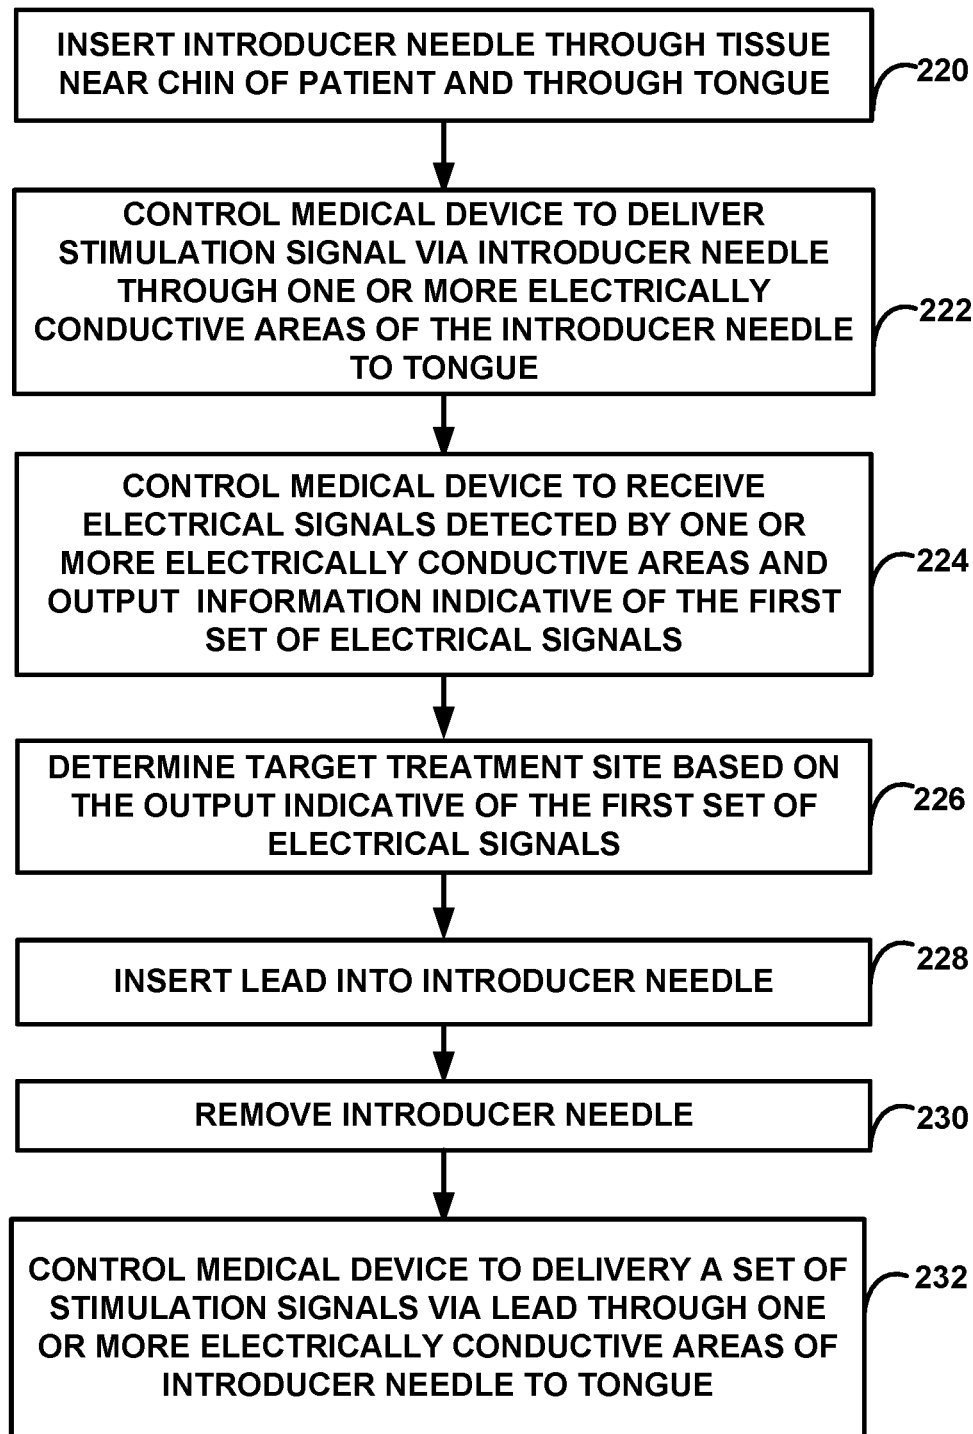 INSERT INTRODUCER NEEDLE THROUGH TISSUE
NEAR CHIN OF PATIENT AND THROUGH TONGUE
220
CONTROL MEDICAL DEVICE TO DELIVER
STIMULATION SIGNAL VIA INTRODUCER NEEDLE
THROUGH ONE OR MORE ELECTRICALLY
CONDUCTIVE AREAS OF THE INTRODUCER NEEDLE
TO TONGUE
222
CONTROL MEDICAL DEVICE TO RECEIVE
ELECTRICAL SIGNALS DETECTED BY ONE OR
MORE ELECTRICALLY CONDUCTIVE AREAS AND
OUTPUT INFORMATION INDICATIVE OF THE FIRST
SET OF ELECTRICAL SIGNALS
224
DETERMINE TARGET TREATMENT SITE BASED ON
THE OUTPUT INDICATIVE OF THE FIRST SET OF
ELECTRICAL SIGNALS
226
INSERT LEAD INTO INTRODUCER NEEDLE
228
REMOVE INTRODUCER NEEDLE
230
CONTROL MEDICAL DEVICE TO DELIVERY A SET OF
STIMULATION SIGNALS VIA LEAD THROUGH ONE
OR MORE ELECTRICALLY CONDUCTIVE AREAS OF
INTRODUCER NEEDLE TO TONGUE
232